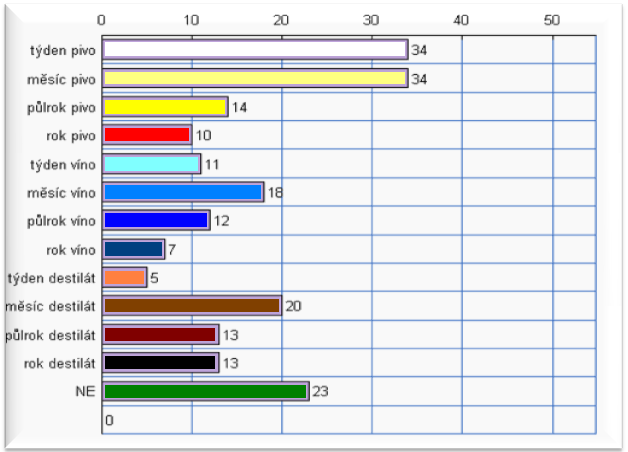 0 10 20 30 40 50
týden pivo 34
měsíc pivo 34
půlrok pivo 14
rok pivo 10
týden víno 11
měsíc víno 18
půlrok víno 12
rok víno 7
týden destilát 5
měsíc destilát 20
půlrok destilát 13
rok destilát 13
NE 23
0